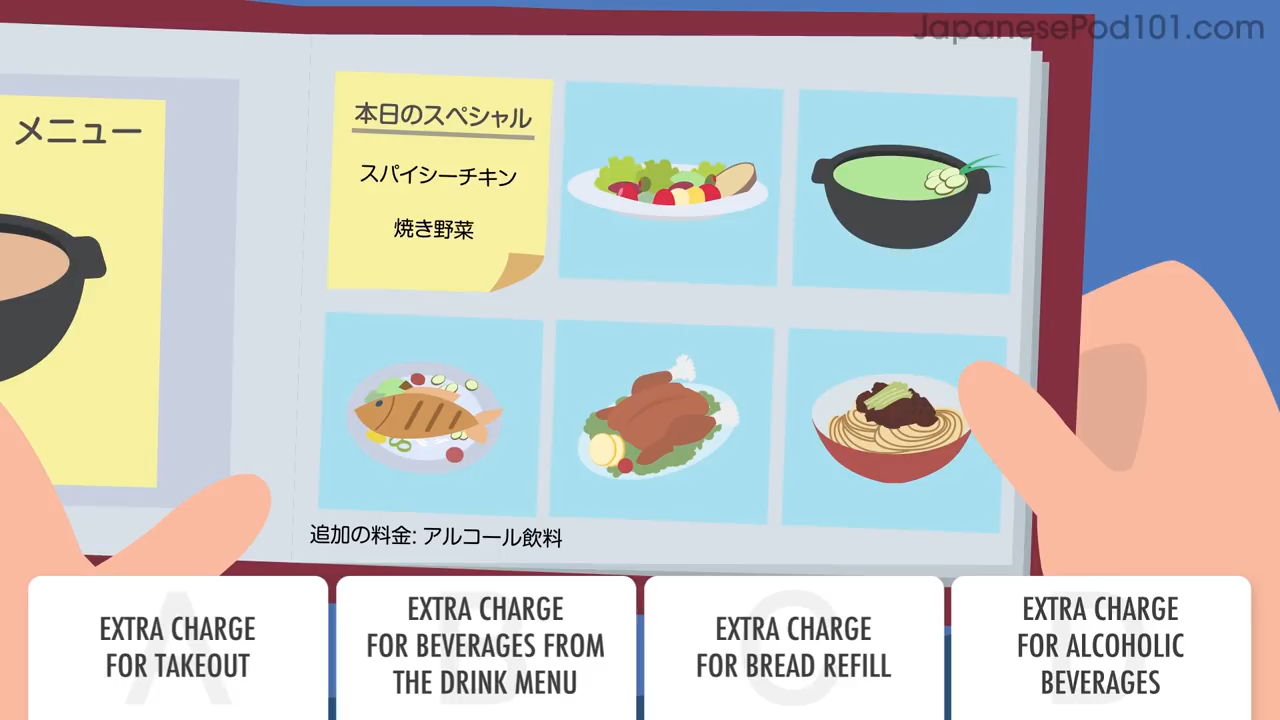 JapanesePod101.com
メニュー
本日のスペシャル
スパイシーチキン
焼き野菜
追加の料金: アルコール飲料
A
EXTRA CHARGE
FOR TAKEOUT
B
EXTRA CHARGE
FOR BEVERAGES FROM
THE DRINK MENU
C
EXTRA CHARGE
FOR BREAD REFILL
D
EXTRA CHARGE
FOR ALCOHOLIC
BEVERAGES